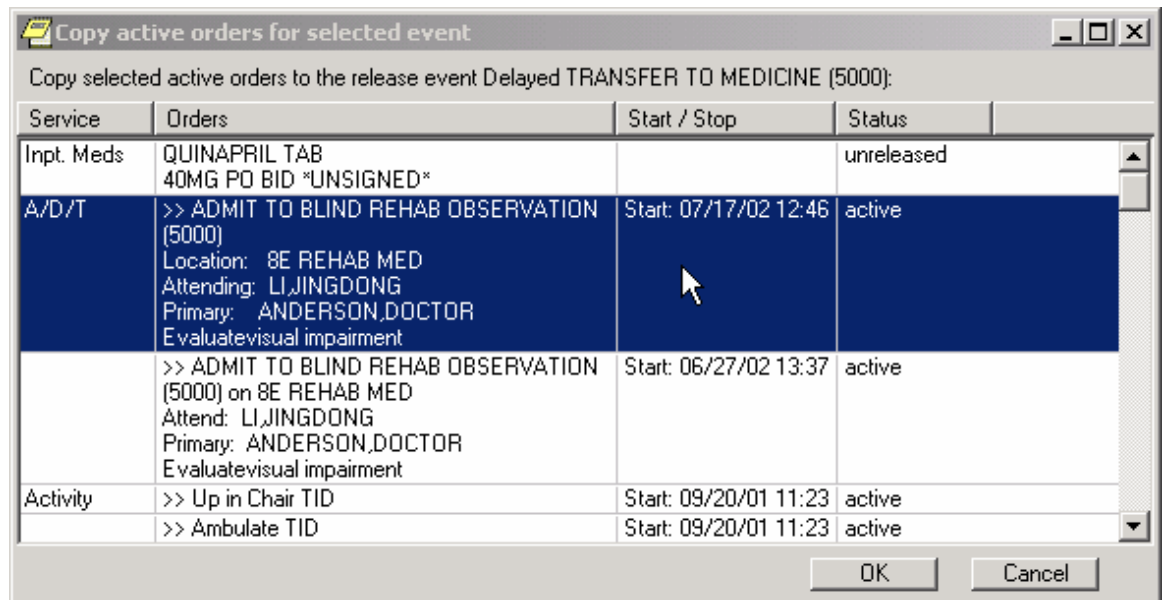 Copy active orders for selected event
Copy selected active orders to the release event Delayed TRANSFER TO MEDICINE (5000):
Service Orders Start / Stop Status
Inpt. Meds QUINAPRIL TAB unreleased
40MG PO BID *UNSIGNED*
A/D/T >> ADMIT TO BLIND REHAB OBSERVATION Start: 07/17/02 12:46 active
(5000)
Location: 8E REHAB MED
Attending: LI,JINGDONG
Primary: ANDERSON,DOCTOR
Evaluatevisual impairment
>> ADMIT TO BLIND REHAB OBSERVATION Start: 06/27/02 13:37 active
(5000) on 8E REHAB MED
Attend: LI,JINGDONG
Primary: ANDERSON,DOCTOR
Evaluatevisual impairment
Activity >> Up in Chair TID Start: 09/20/01 11:23 active
>> Ambulate TID Start: 09/20/01 11:23 active
OK Cancel